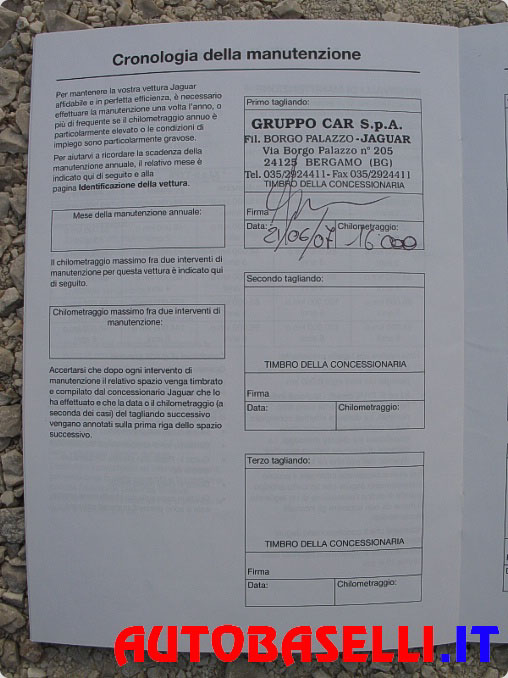 Cronologia della manutenzione
Per mantenere la vostra vettura Jaguar
affidabile e in perfetta efficienza, è necessario
effettuare la manutenzione una volta l'anno, o
più di frequente se il chilometraggio annuo è
particolarmente elevato o le condizioni di
impiego sono particolarmente gravose.
Per aiutarvi a ricordare la scadenza della
manutenzione annuale, il relativo mese è
indicato qui di seguito e alla
pagina Identificazione della vettura.
Mese della manutenzione annuale:
Il chilometraggio massimo fra due interventi di
manutenzione per questa vettura è indicato qui
di seguito.
Chilometraggio massimo fra due interventi di
manutenzione:
Accertarsi che dopo ogni intervento di
manutenzione il relativo spazio venga timbrato
e compilato dal concessionario Jaguar che lo
ha effettuato e che la data o il chilometraggio (a
seconda dei casi) del tagliando successivo
vengano annotati sulla prima riga dello spazio
successivo.
Primo tagliando:
GRUPPO CAR S.p.A.
Fil. BORGO PALAZZO - JAGUAR
Via Borgo Palazzo n° 205
24125 BERGAMO (BG)
Tel. 035/2924411 - Fax 035/2924411
TIMBRO DELLA CONCESSIONARIA
Firma
Data: Chilometraggio:
21/06/07 16000
Secondo tagliando:
TIMBRO DELLA CONCESSIONARIA
Firma
Data: Chilometraggio:
Terzo tagliando:
TIMBRO DELLA CONCESSIONARIA
Firma
Data: Chilometraggio:
AUTOBASELLI.IT